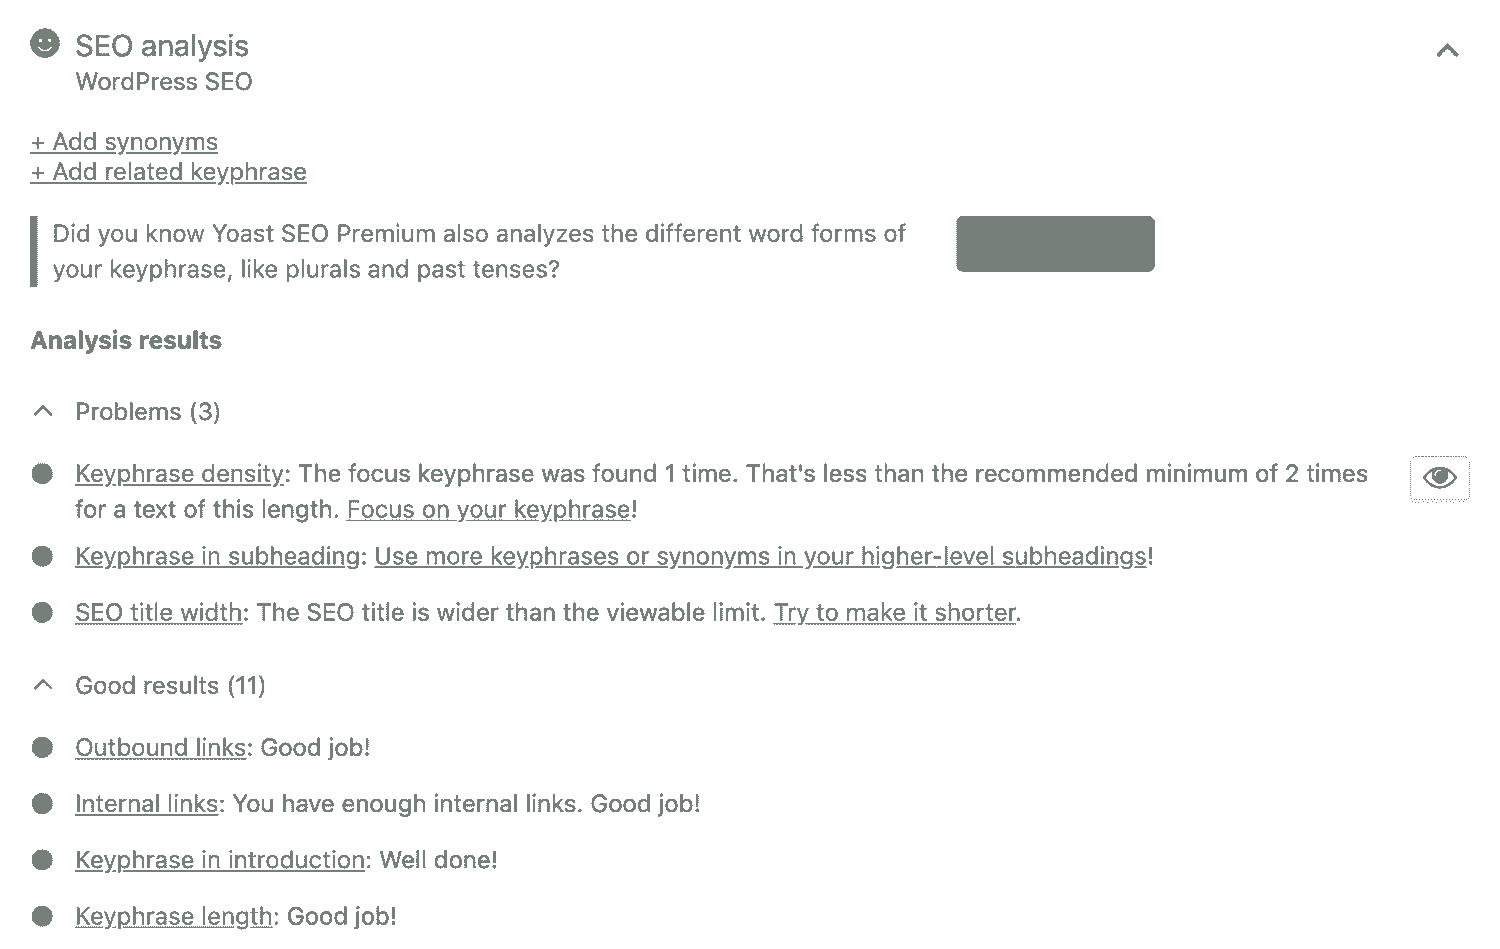 SEO analysis
WordPress SEO
+ Add synonyms
+ Add related keyphrase
Did you know Yoast SEO Premium also analyzes the different word forms of
your keyphrase, like plurals and past tenses?
Analysis results
Problems (3)
Keyphrase density: The focus keyphrase was found 1 time. That's less than the recommended minimum of 2 times
for a text of this length. Focus on your keyphrase!
Keyphrase in subheading: Use more keyphrases or synonyms in your higher-level subheadings!
SEO title width: The SEO title is wider than the viewable limit. Try to make it shorter.
Good results (11)
Outbound links: Good job!
Internal links: You have enough internal links. Good job!
Keyphrase in introduction: Well done!
Keyphrase length: Good job!